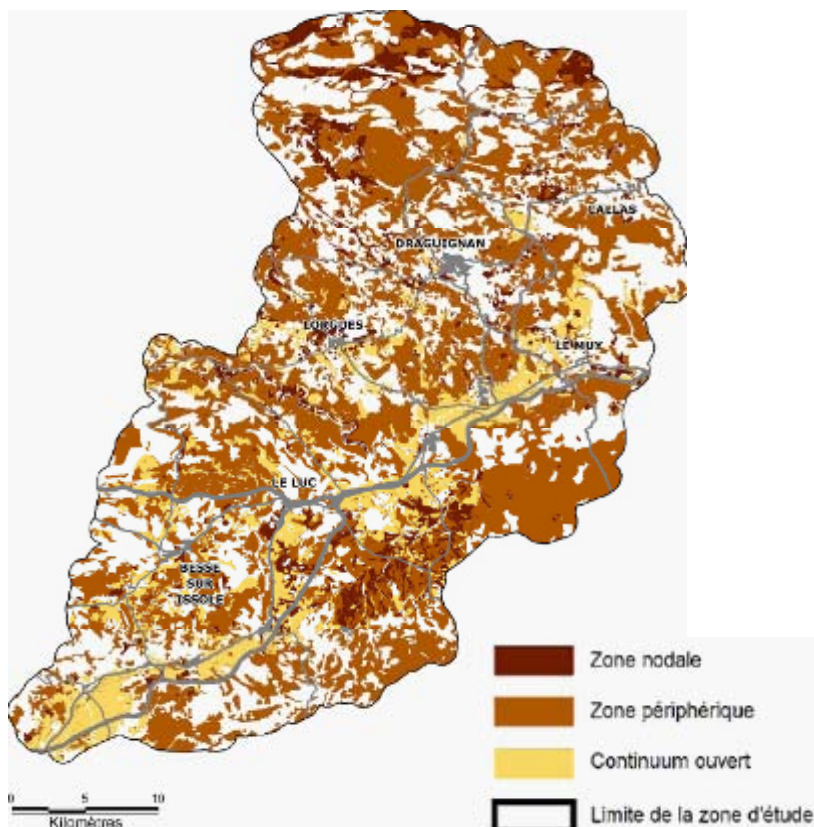 CALLAS
DRAGUIGNAN
LORGUES
LE MUY
LE LUC
BESSE
SUR
ISSOLE
Zone nodale
Zone périphérique
Continuum ouvert
Limite de la zone d'étude
0 5 10
Kilomètres